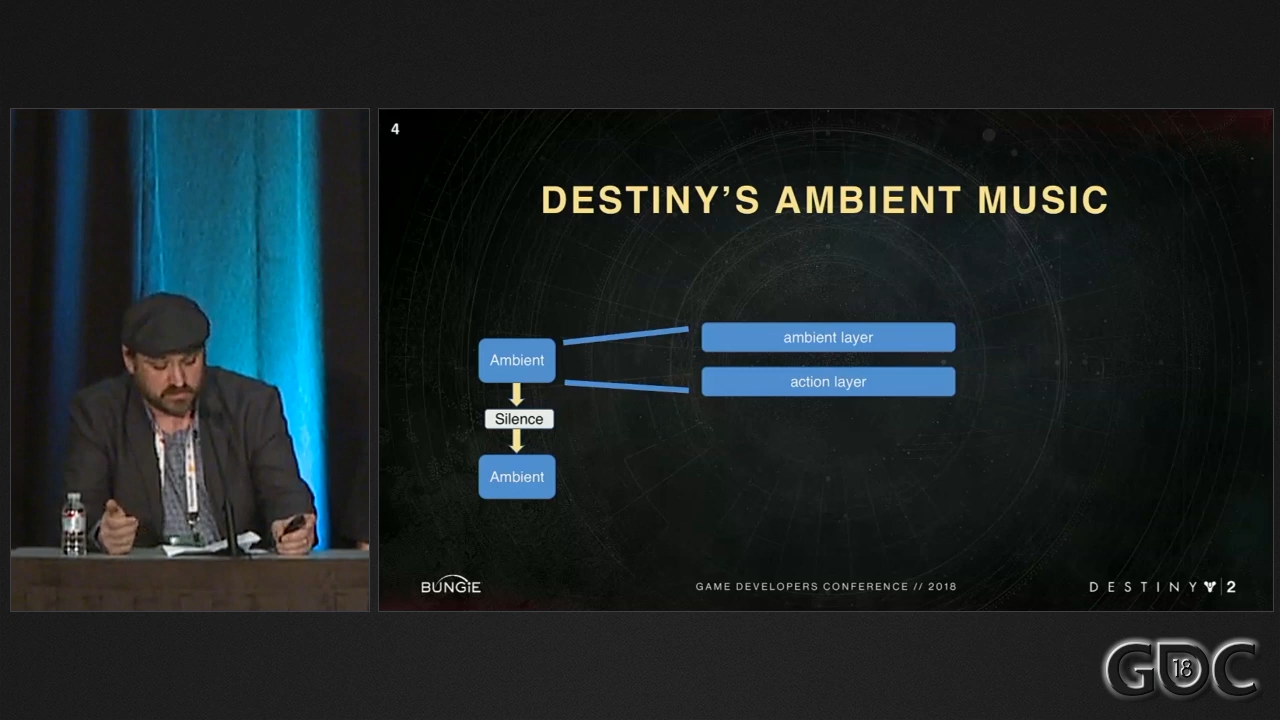 4
DESTINY’S AMBIENT MUSIC
Ambient
Silence
Ambient
ambient layer
action layer
BUNGiE
GAME DEVELOPERS CONFERENCE // 2018
DESTINY 2
GDC
18